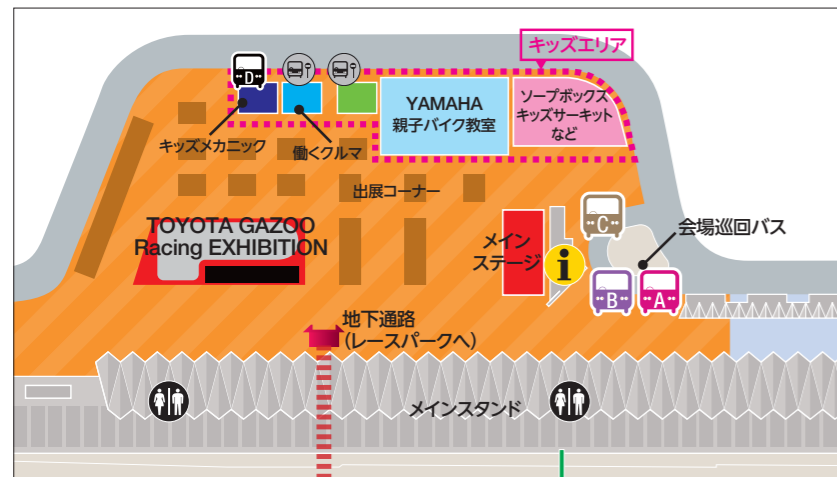 キッズエリア
D
YAMAHA
親子バイク教室
ソープボックス
キッズサーキット
など
キッズメカニック
働くクルマ
出展コーナー
TOYOTA GAZOO
Racing EXHIBITION
メイン
ステージ
i
C
会場巡回バス
B
A
地下通路
(レースパークへ)
メインスタンド